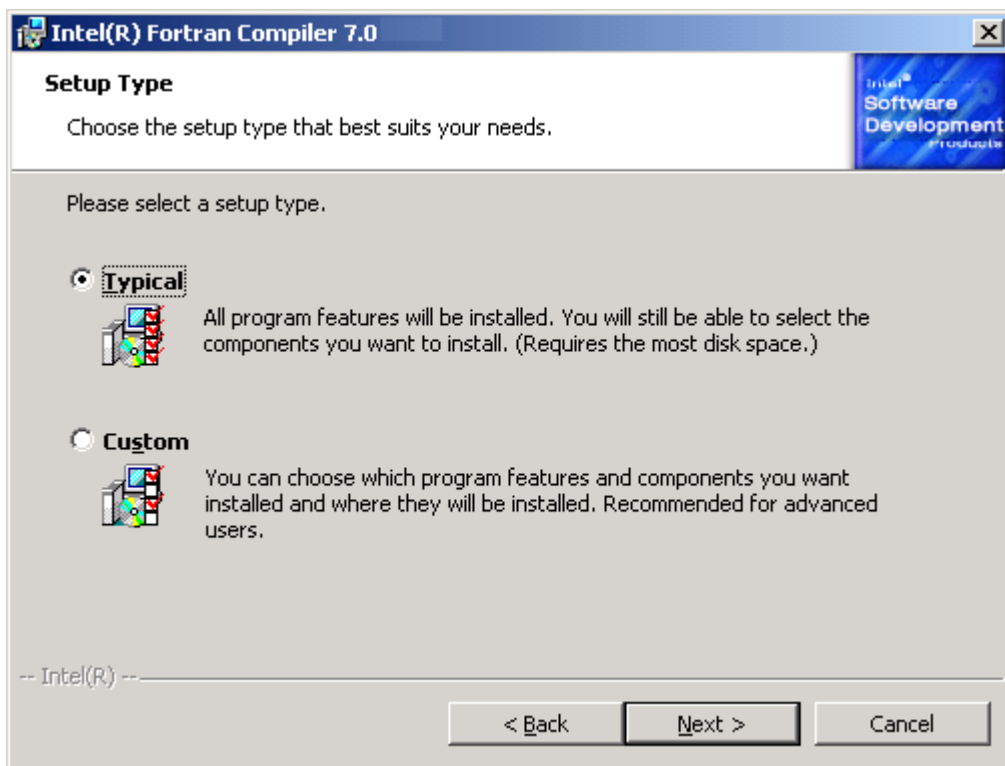 Intel(R) Fortran Compiler 7.0
Setup Type
Choose the setup type that best suits your needs.
Intel®
Software
Development
Products
Please select a setup type.
Typical
All program features will be installed. You will still be able to select the
components you want to install. (Requires the most disk space.)
Custom
You can choose which program features and components you want
installed and where they will be installed. Recommended for advanced
users.
-- Intel(R) --
< Back
Next >
Cancel